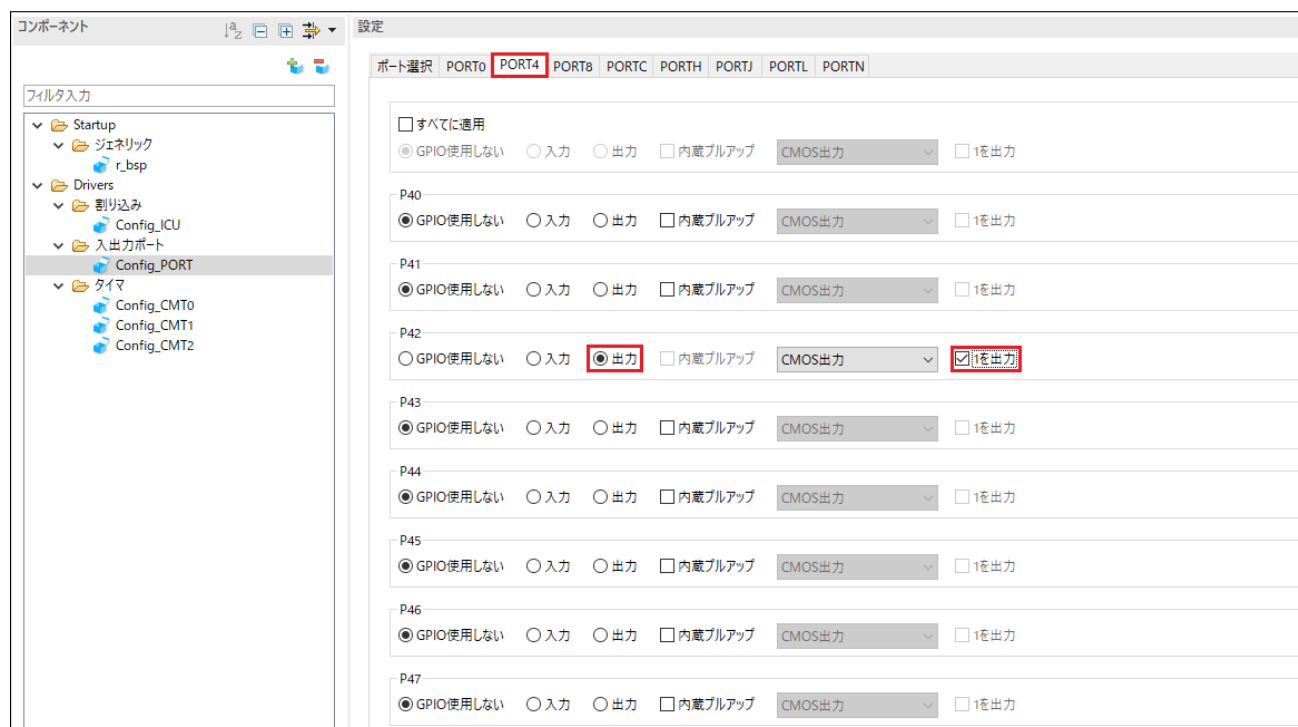 コンポーネント
設定
ポート選択 PORT0 PORT4 PORT8 PORTC PORTH PORTJ PORTL PORTN
フィルタ入力
Startup
ジェネリック
r_bsp
Drivers
割り込み
Config_ICU
入出力ポート
Config_PORT
タイマ
Config_CMT0
Config_CMT1
Config_CMT2
すべてに適用
GPIO使用しない 入力 出力 内蔵プルアップ CMOS出力 1を出力
P40
GPIO使用しない 入力 出力 内蔵プルアップ CMOS出力 1を出力
P41
GPIO使用しない 入力 出力 内蔵プルアップ CMOS出力 1を出力
P42
GPIO使用しない 入力 出力 内蔵プルアップ CMOS出力 1を出力
P43
GPIO使用しない 入力 出力 内蔵プルアップ CMOS出力 1を出力
P44
GPIO使用しない 入力 出力 内蔵プルアップ CMOS出力 1を出力
P45
GPIO使用しない 入力 出力 内蔵プルアップ CMOS出力 1を出力
P46
GPIO使用しない 入力 出力 内蔵プルアップ CMOS出力 1を出力
P47
GPIO使用しない 入力 出力 内蔵プルアップ CMOS出力 1を出力